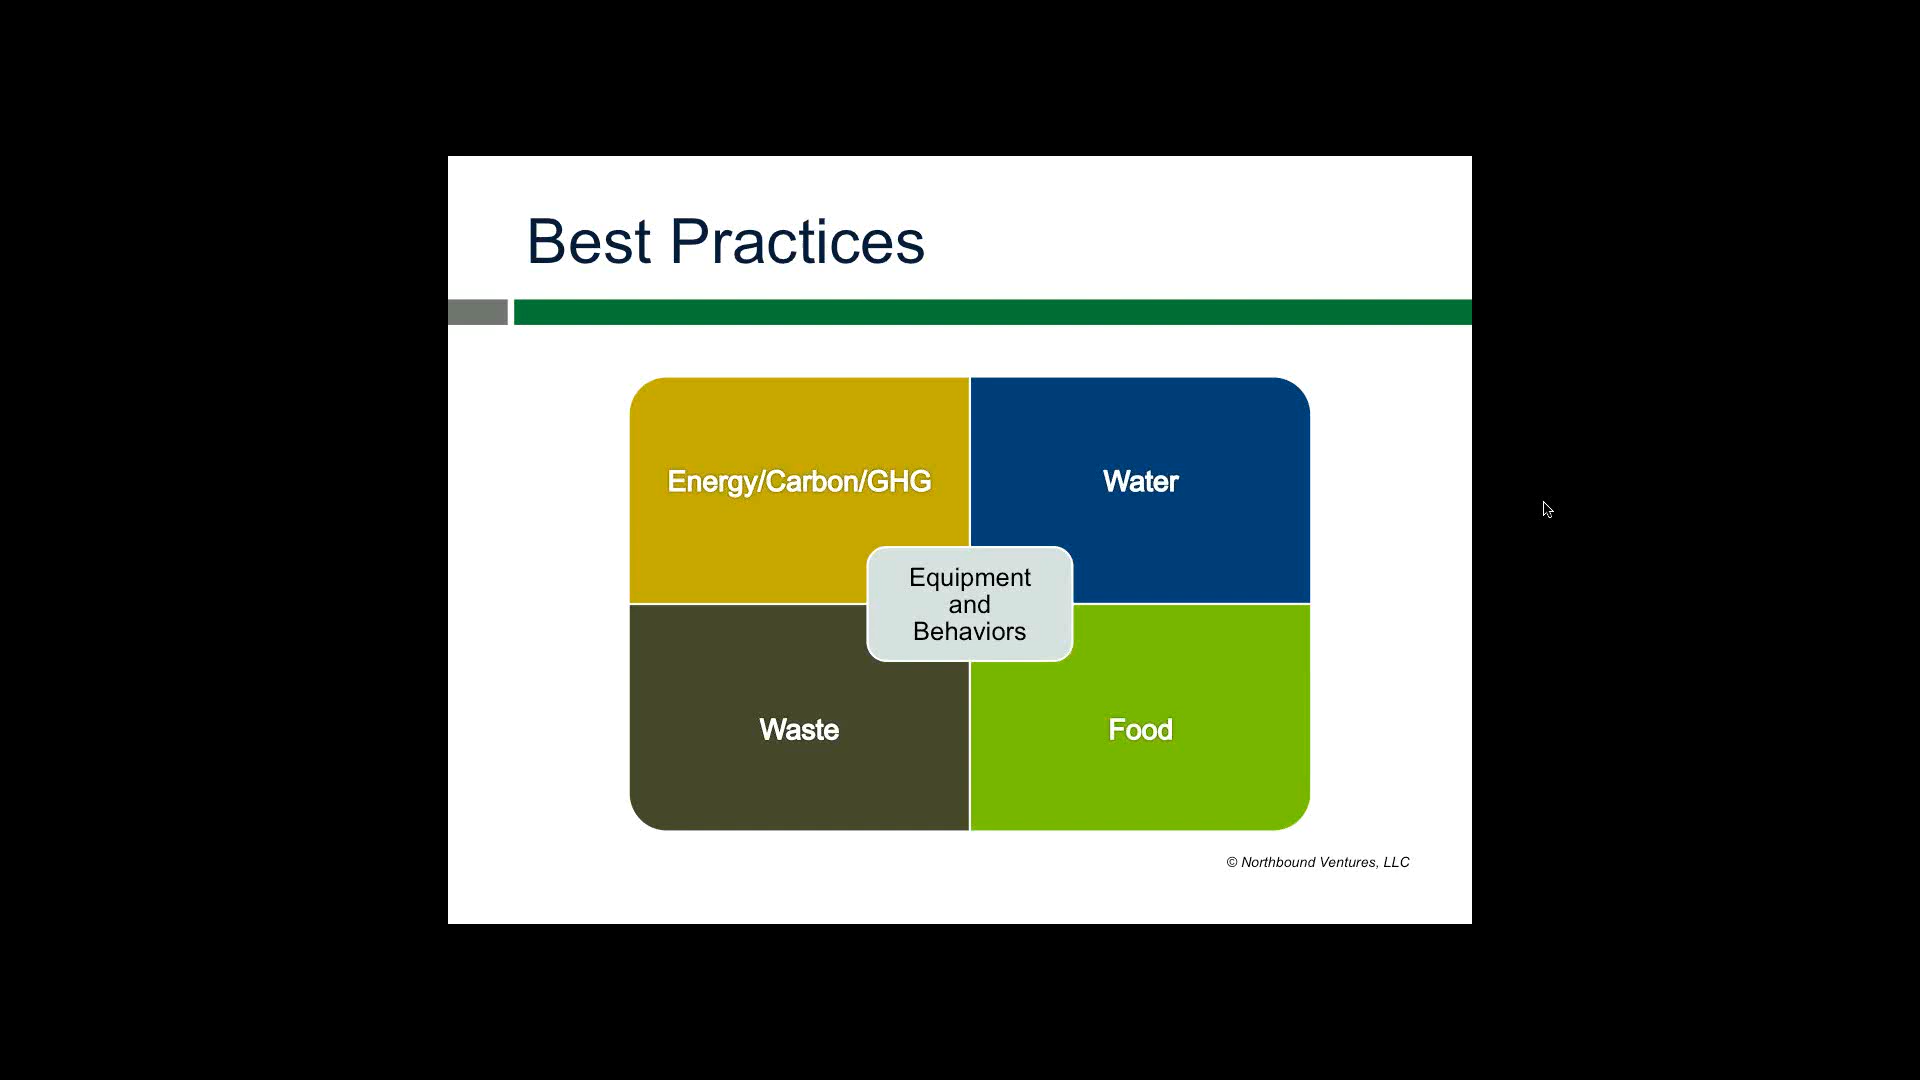 Best Practices
Energy/Carbon/GHG
Water
Equipment
and
Behaviors
Waste
Food
© Northbound Ventures, LLC